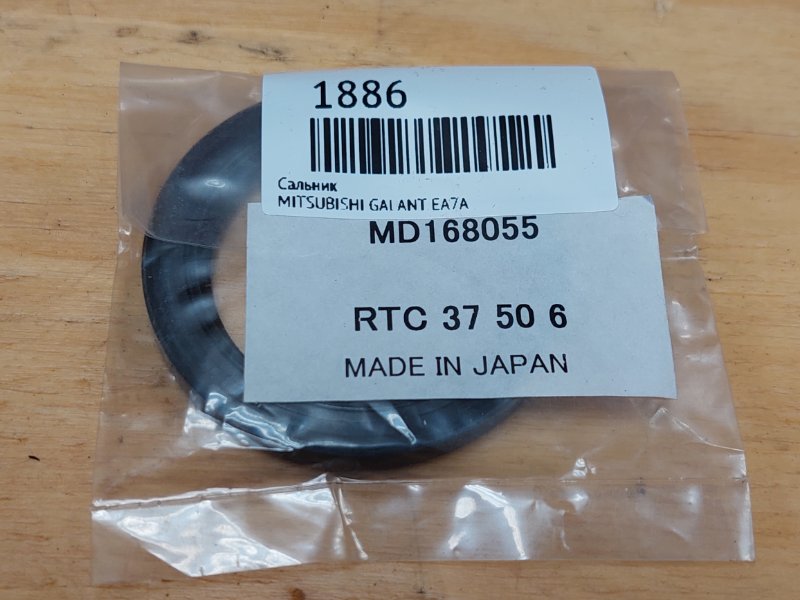 1886
Сальник
MITSUBISHI GALANT EA7A
MD168055
RTC 37 50 6
MADE IN JAPAN